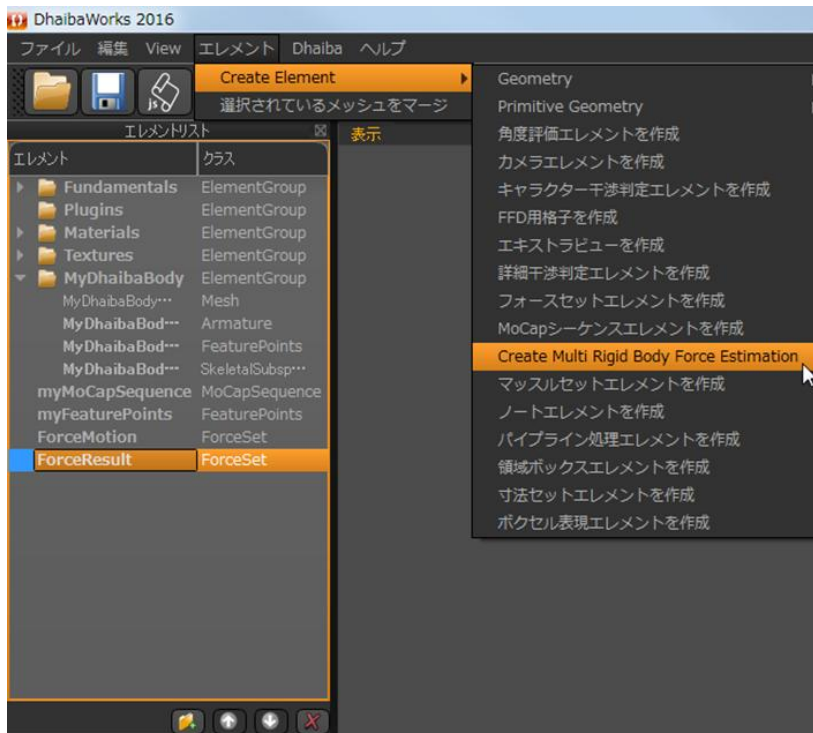 DhaibaWorks 2016
ファイル 編集 View エレメント Dhaiba ヘルプ
Create Element
選択されているメッシュをマージ
js
Geometry
Primitive Geometry
角度評価エレメントを作成
カメラエレメントを作成
キャラクター干渉判定エレメントを作成
FFD用格子を作成
エキストラビューを作成
詳細干渉判定エレメントを作成
フォースセットエレメントを作成
MoCapシーケンスエレメントを作成
Create Multi Rigid Body Force Estimation
マッスルセットエレメントを作成
ノートエレメントを作成
パイプライン処理エレメントを作成
領域ボックスエレメントを作成
寸法セットエレメントを作成
ボクセル表現エレメントを作成
エレメントリスト
表示
エレメント クラス
Fundamentals ElementGroup
Plugins ElementGroup
Materials ElementGroup
Textures ElementGroup
MyDhaibaBody ElementGroup
MyDhaibaBody… Mesh
MyDhaibaBod… Armature
MyDhaibaBod… FeaturePoints
MyDhaibaBod… SkeletalSubsp…
myMoCapSequence MoCapSequence
myFeaturePoints FeaturePoints
ForceMotion ForceSet
ForceResult ForceSet